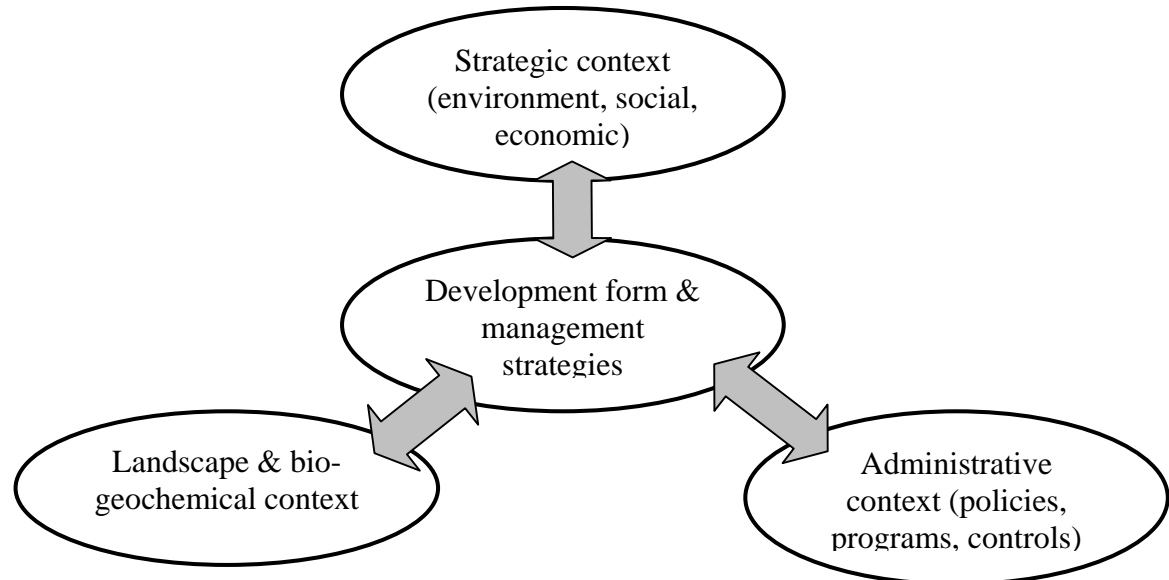 Strategic context
(environment, social,
economic)
Development form &
management
strategies
Landscape & bio-
geochemical context
Administrative
context (policies,
programs, controls)